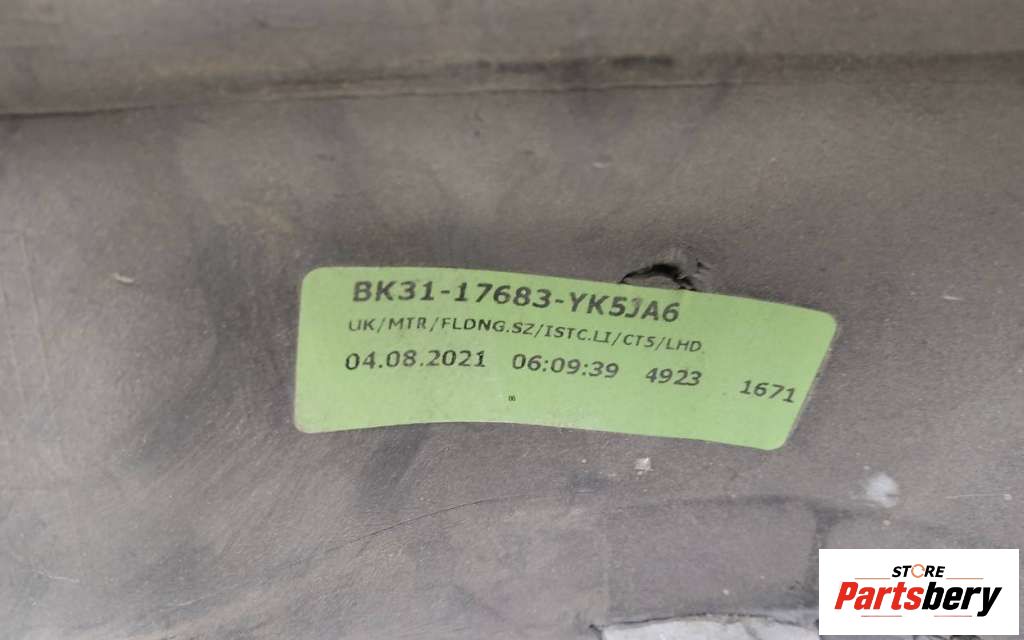 BK31-17683-YK5JA6
UK/MTR/FLDNG.SZ/ISTC.LI/CT5/LHD
04.08.2021 06:09:39 4923 1671
06
STORE
Partsbery